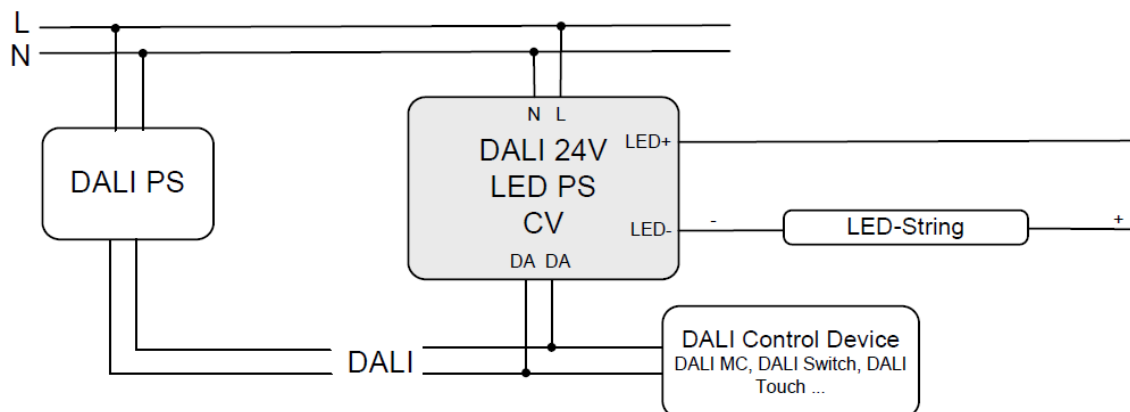 L
N
DALI PS
N L
DALI 24V
LED PS
CV
LED+
LED-
DA DA
-
LED-String
+
DALI
DALI Control Device
DALI MC, DALI Switch, DALI
Touch ...